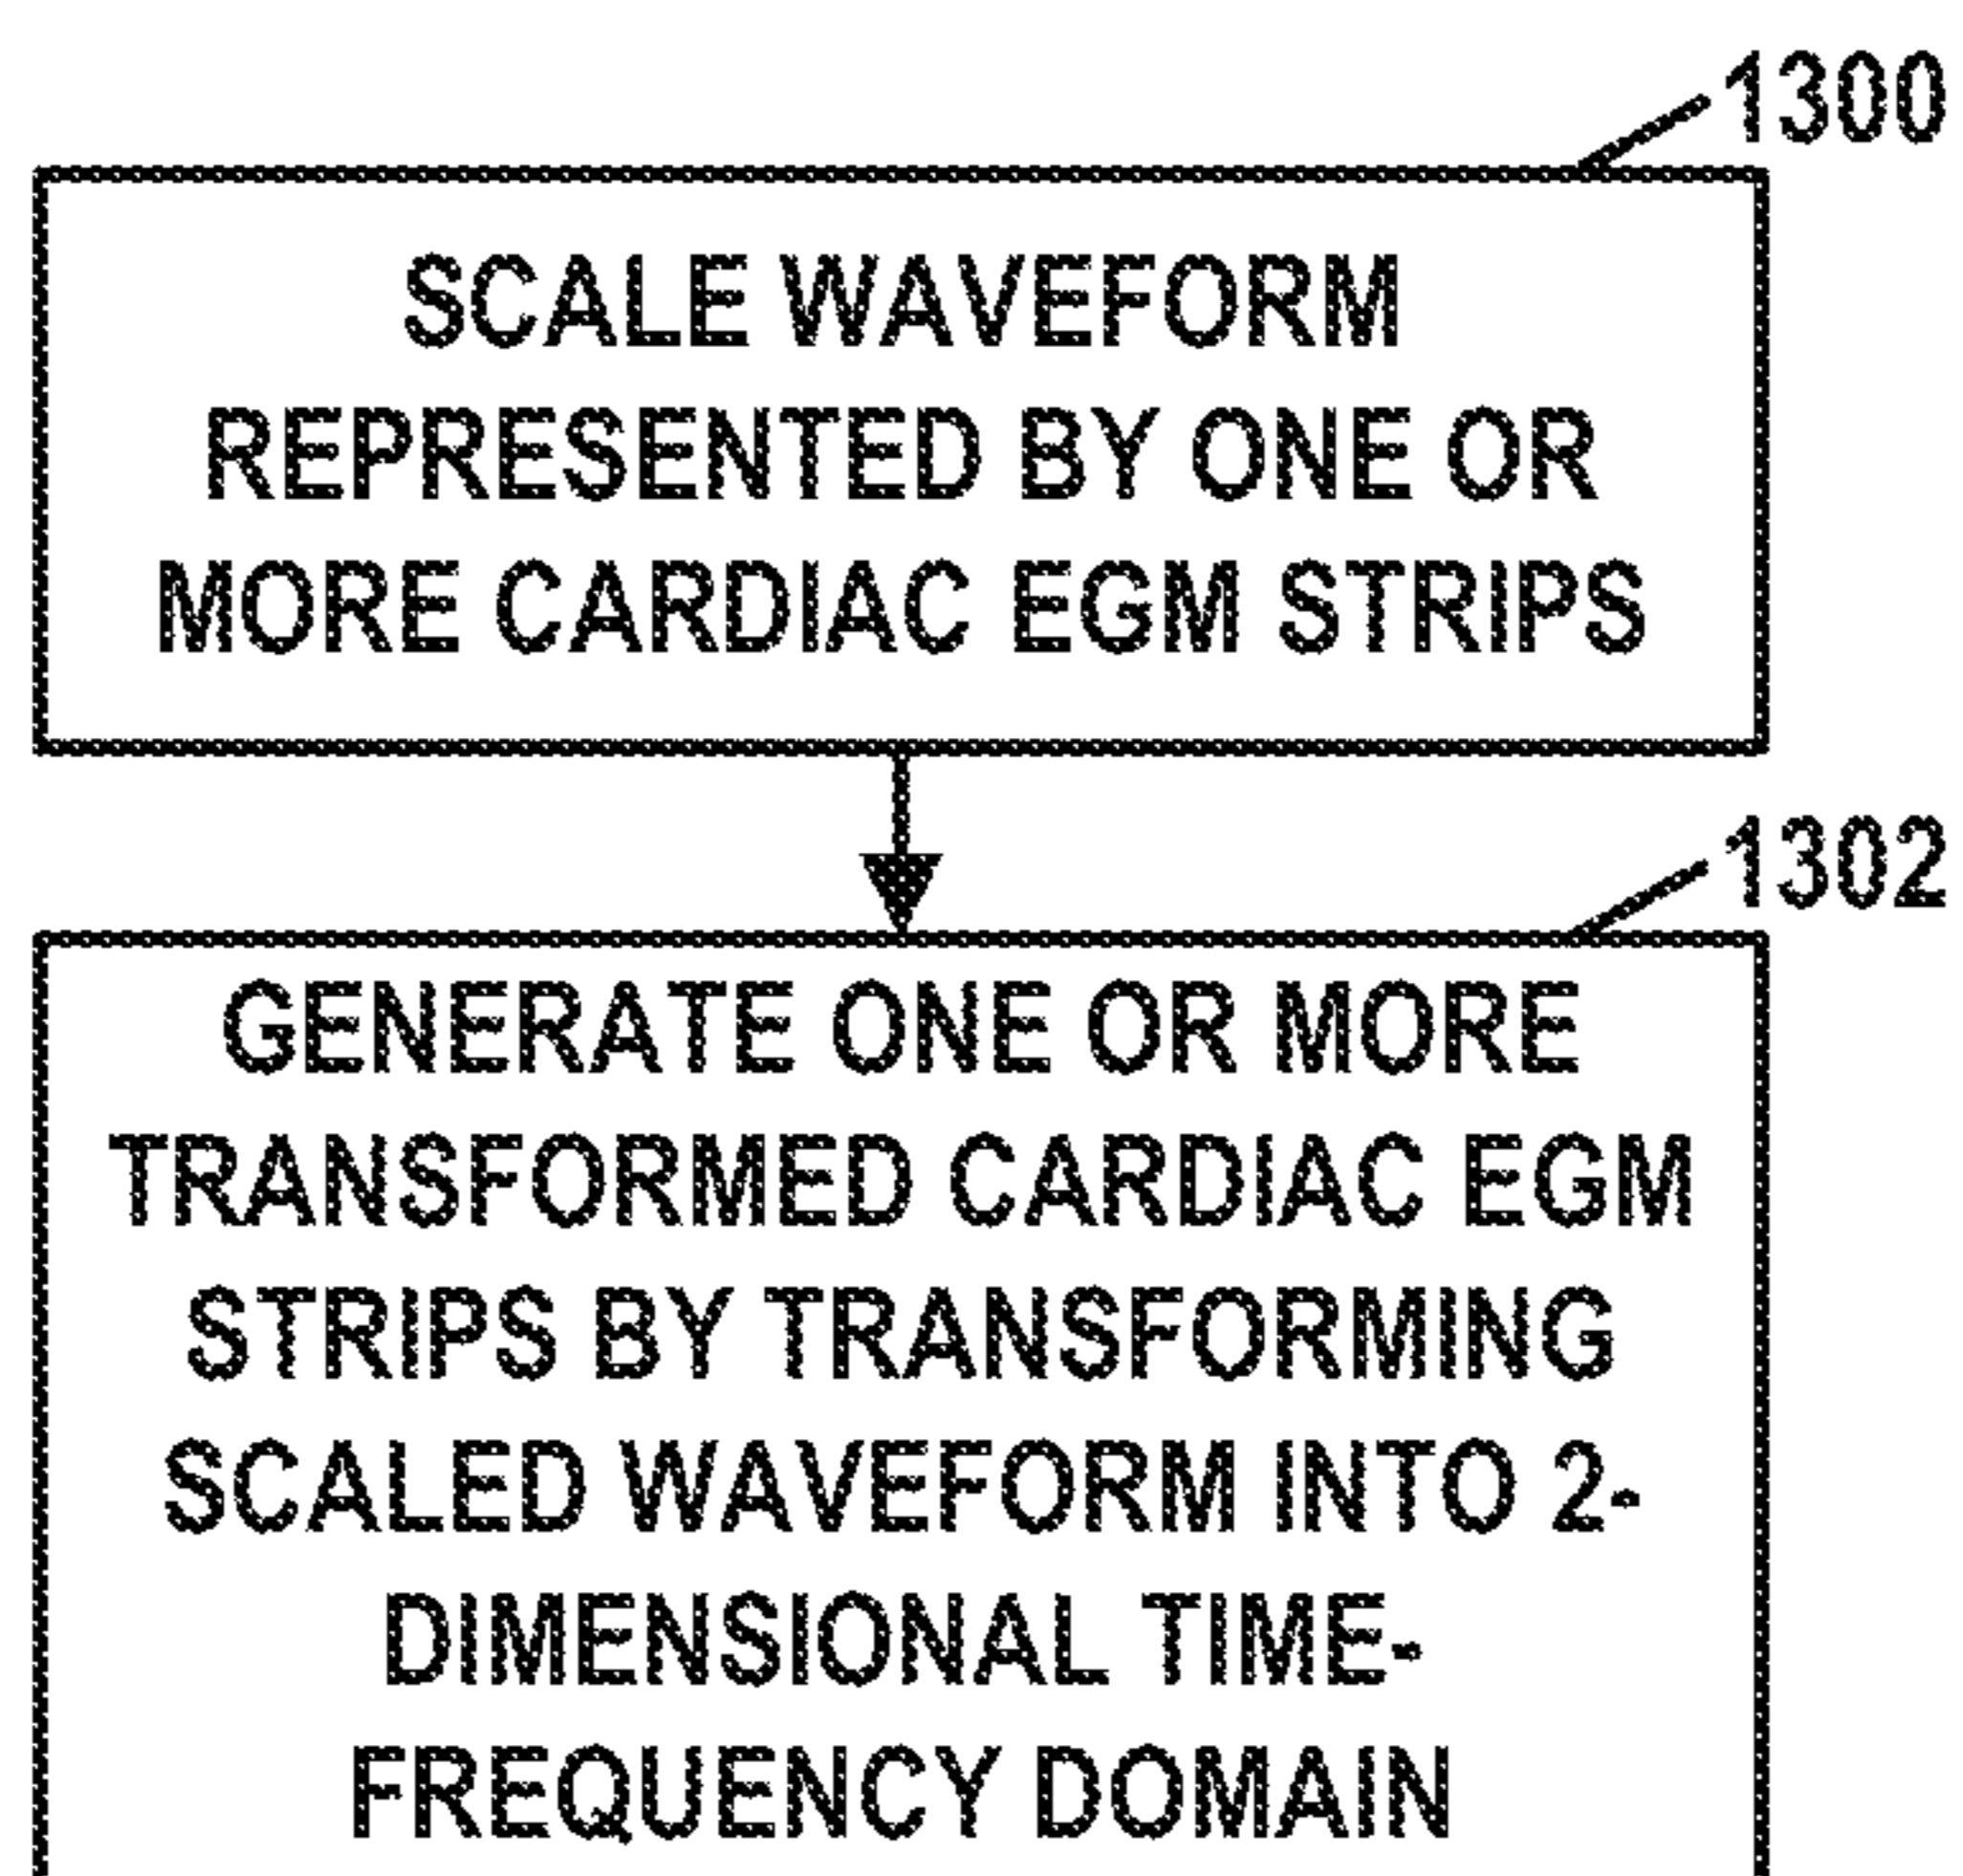 1300
SCALE WAVEFORM
REPRESENTED BY ONE OR
MORE CARDIAC EGM STRIPS
1302
GENERATE ONE OR MORE
TRANSFORMED CARDIAC EGM
STRIPS BY TRANSFORMING
SCALED WAVEFORM INTO 2-
DIMENSIONAL TIME-
FREQUENCY DOMAIN